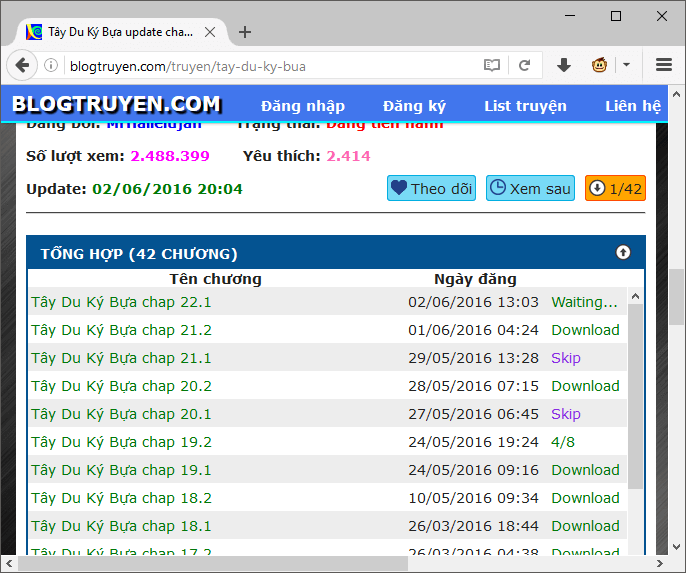 Tây Du Ký Bựa update cha...
blogtruyen.com/truyen/tay-du-ky-bua
BLOGTRUYEN.COM Đăng nhập Đăng ký List truyện Liên hệ
Đăng bởi: MrHallelujah Trạng thái: Đang tiến hành
Số lượt xem: 2.488.399 Yêu thích: 2.414
Update: 02/06/2016 20:04 Theo dõi Xem sau 1/42
TỔNG HỢP (42 CHƯƠNG)
Tên chương Ngày đăng
Tây Du Ký Bựa chap 22.1 02/06/2016 13:03 Waiting...
Tây Du Ký Bựa chap 21.2 01/06/2016 04:24 Download
Tây Du Ký Bựa chap 21.1 29/05/2016 13:28 Skip
Tây Du Ký Bựa chap 20.2 28/05/2016 07:15 Download
Tây Du Ký Bựa chap 20.1 27/05/2016 06:45 Skip
Tây Du Ký Bựa chap 19.2 24/05/2016 19:24 4/8
Tây Du Ký Bựa chap 19.1 24/05/2016 09:16 Download
Tây Du Ký Bựa chap 18.2 10/05/2016 09:34 Download
Tây Du Ký Bựa chap 18.1 26/03/2016 18:44 Download
Tây Du Ký Bựa chap 17.2 26/03/2016 04:38 Download